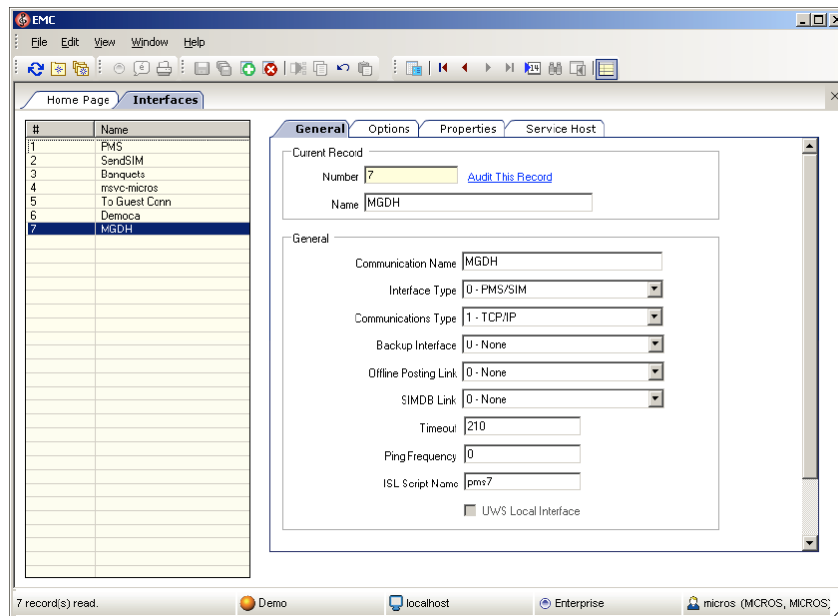 EMC
File Edit View Window Help
14
Home Page Interfaces
# Name
1 PMS
2 SendSIM
3 Banquets
4 msvc-micros
5 To Guest Conn
6 Democa
7 MGDH
General Options Properties Service Host
Current Record
Number 7 Audit This Record
Name MGDH
General
Communication Name MGDH
Interface Type 0 - PMS/SIM
Communications Type 1 - TCP/IP
Backup Interface 0 - None
Offline Posting Link 0 - None
SIMDB Link 0 - None
Timeout 210
Ping Frequency 0
ISL Script Name pms7
UWS Local Interface
7 record(s) read. Demo localhost Enterprise micros (MICROS, MICROS)